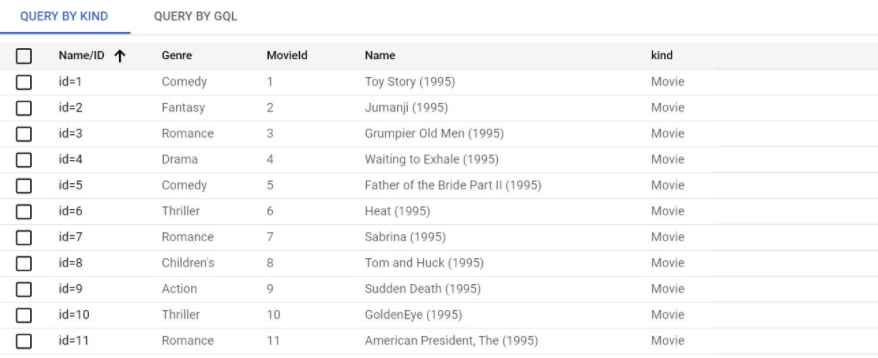 QUERY BY KIND QUERY BY GQL
Name/ID ↑ Genre MovieId Name kind
id=1 Comedy 1 Toy Story (1995) Movie
id=2 Fantasy 2 Jumanji (1995) Movie
id=3 Romance 3 Grumpier Old Men (1995) Movie
id=4 Drama 4 Waiting to Exhale (1995) Movie
id=5 Comedy 5 Father of the Bride Part II (1995) Movie
id=6 Thriller 6 Heat (1995) Movie
id=7 Romance 7 Sabrina (1995) Movie
id=8 Children's 8 Tom and Huck (1995) Movie
id=9 Action 9 Sudden Death (1995) Movie
id=10 Thriller 10 GoldenEye (1995) Movie
id=11 Romance 11 American President, The (1995) Movie